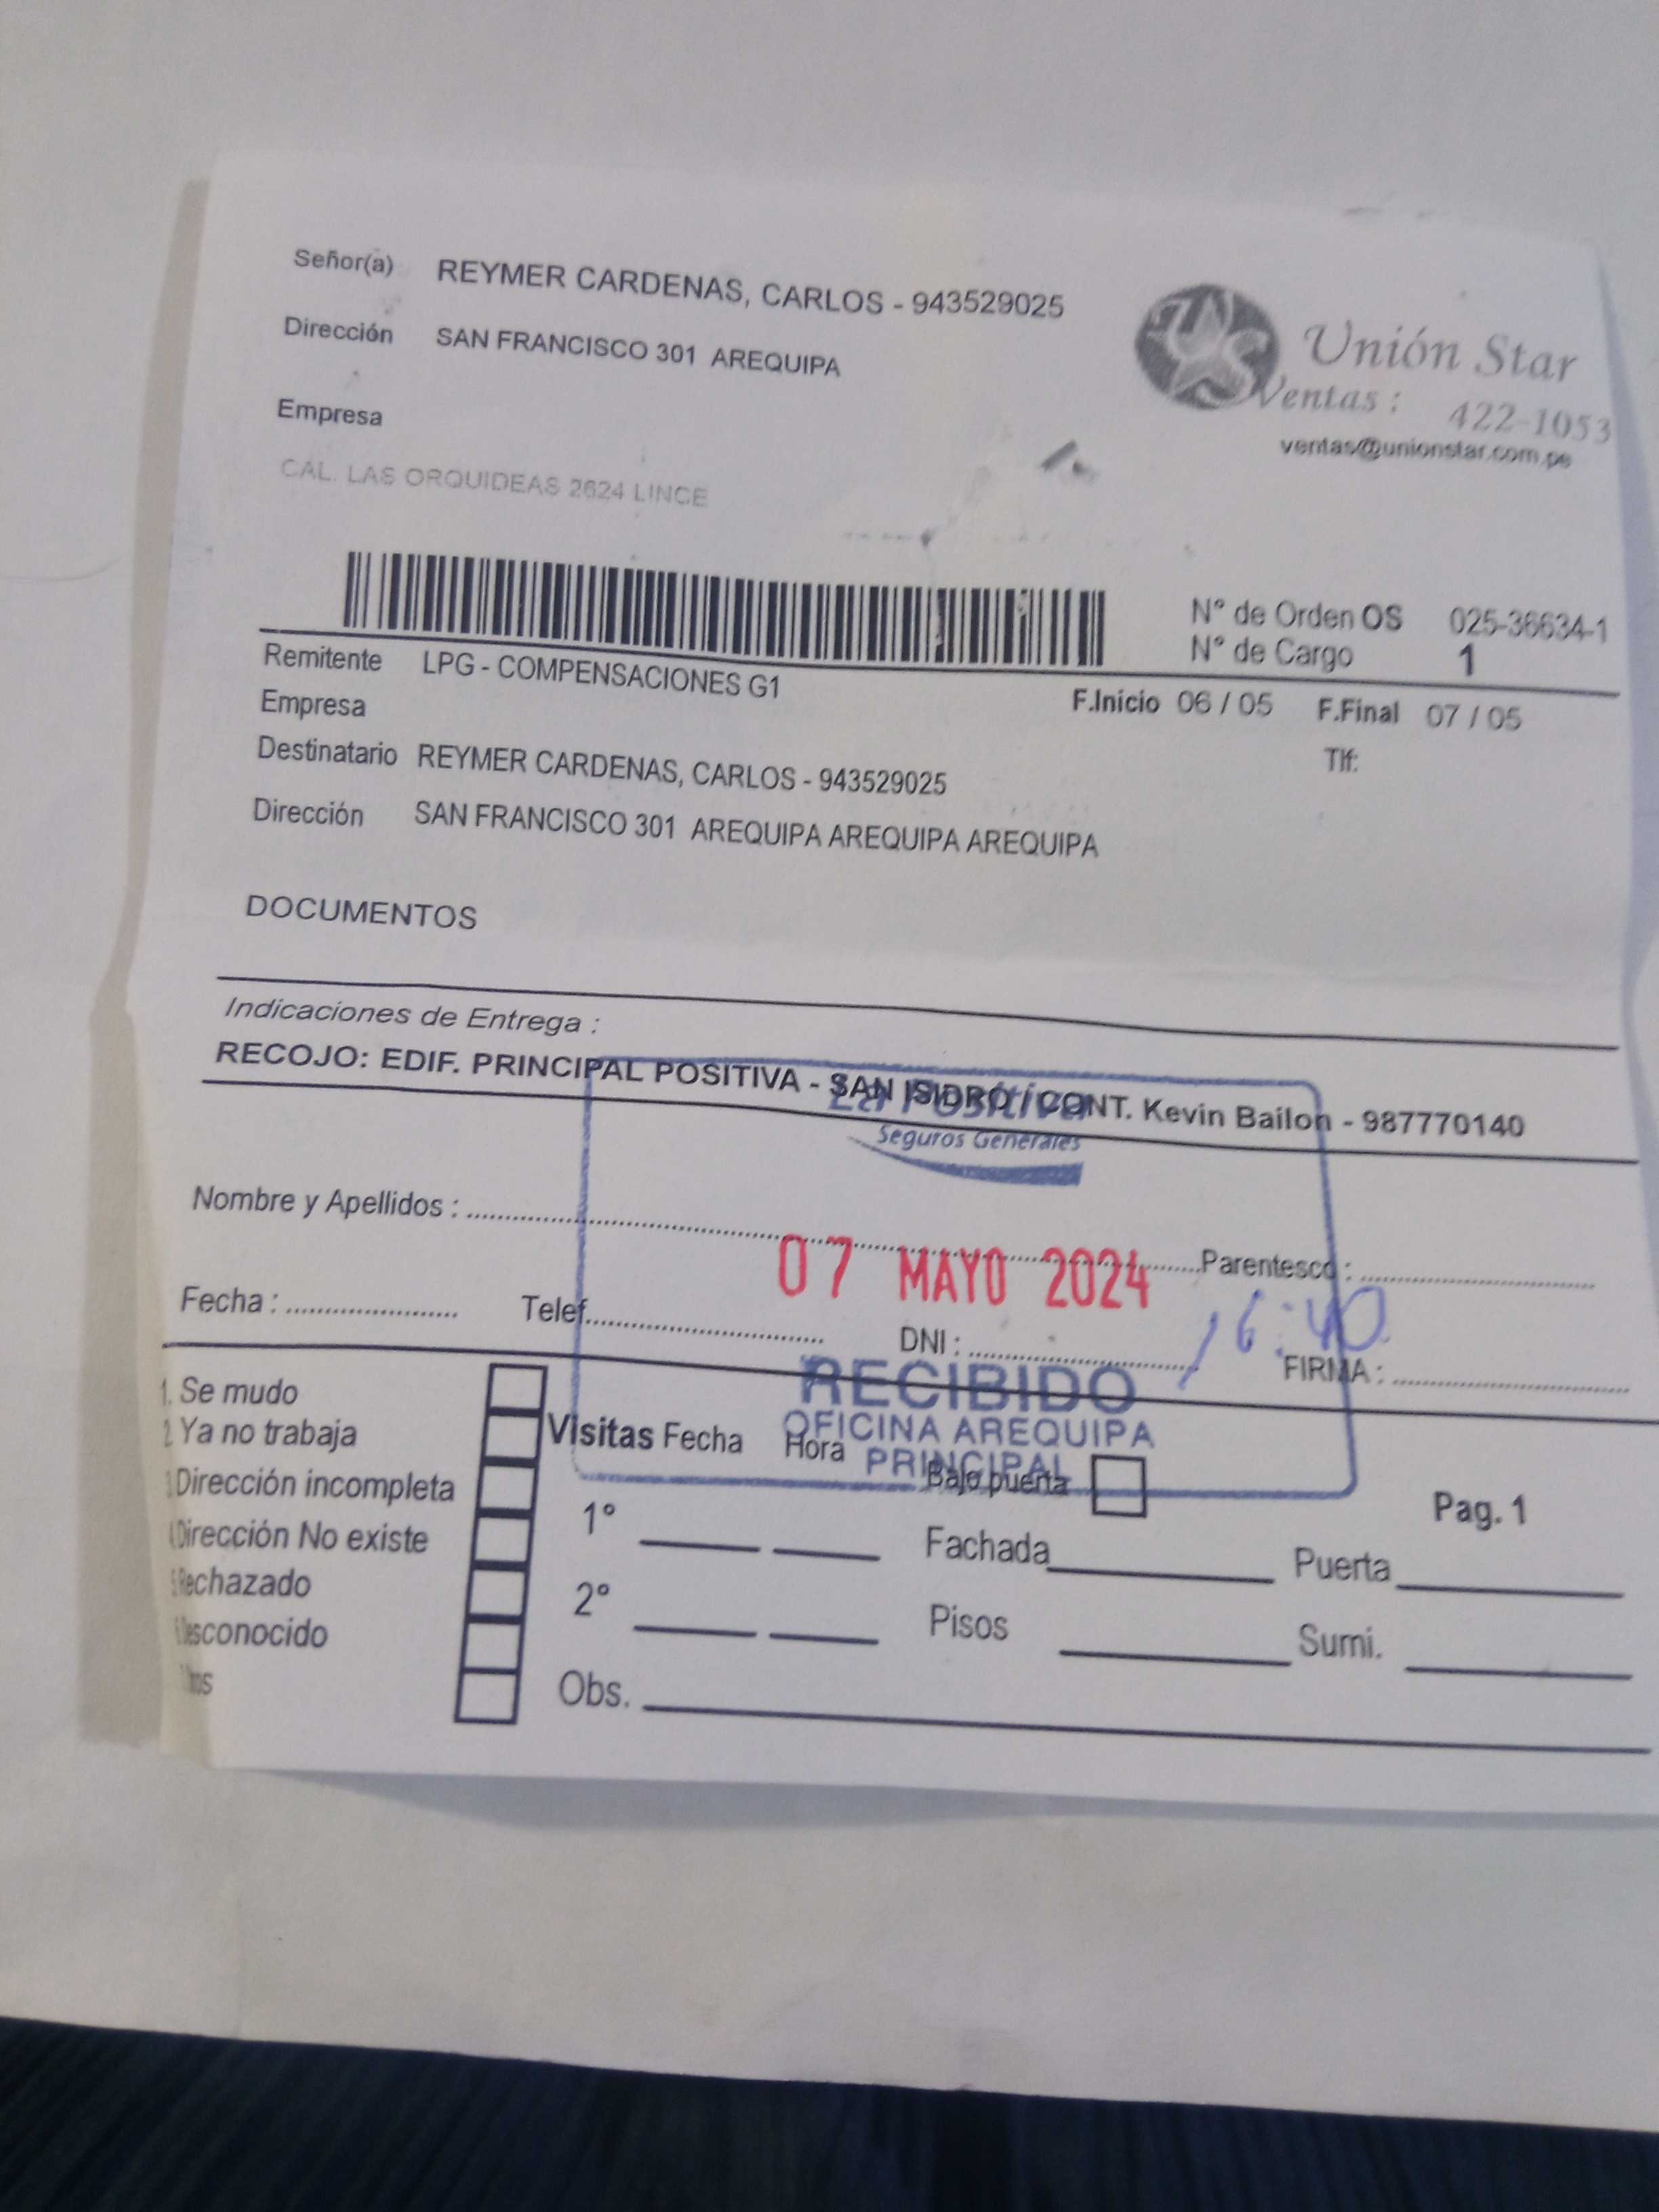 Señor(a) REYMER CARDENAS, CARLOS - 943529025
Dirección SAN FRANCISCO 301 AREQUIPA
Unión Star
Ventas : 422-1053
ventas@unionstar.com.pe
Empresa
CAL. LAS ORQUIDEAS 2624 LINCE
N° de Orden OS 025-36634-1
N° de Cargo 1
Remitente LPG - COMPENSACIONES G1
F.Inicio 06 / 05 F.Final 07 / 05
Empresa
Tlf:
Destinatario REYMER CARDENAS, CARLOS - 943529025
Dirección SAN FRANCISCO 301 AREQUIPA AREQUIPA AREQUIPA
DOCUMENTOS
Indicaciones de Entrega :
RECOJO: EDIF. PRINCIPAL POSITIVA - SAN ISIDRO / CONT. Kevin Bailon - 987770140
La Positiva
Seguros Generales
Nombre y Apellidos : Parentesco :
07 MAYO 2024
16:40
Fecha : Telef. DNI : FIRMA :
RECIBIDO
OFICINA AREQUIPA
PRINCIPAL
1. Se mudo
2 Ya no trabaja
Dirección incompleta
Dirección No existe
Rechazado
Desconocido
Visitas Fecha Hora Bajo puerta
Pag. 1
1° Fachada Puerta
2° Pisos Sumi.
Obs.